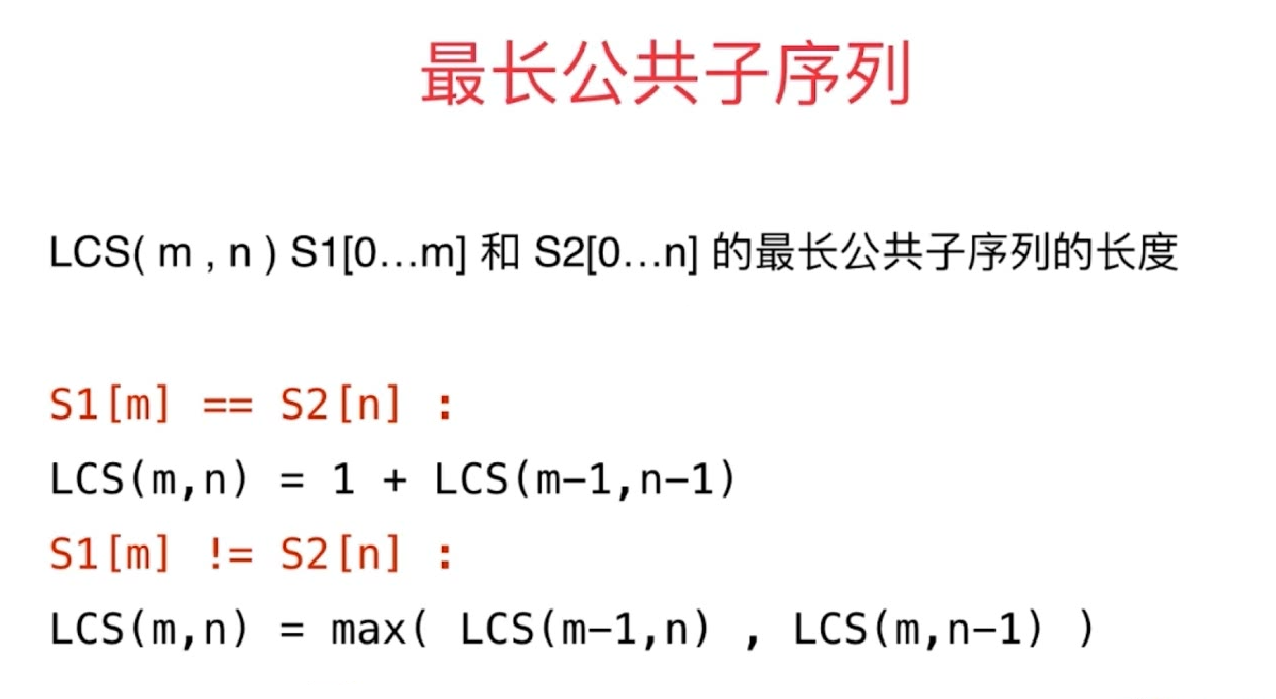 最长公共子序列
LCS( m , n ) S1[0...m] 和 S2[0...n] 的最长公共子序列的长度
S1[m] == S2[n] :
LCS(m,n) = 1 + LCS(m-1,n-1)
S1[m] != S2[n] :
LCS(m,n) = max( LCS(m-1,n) , LCS(m,n-1) )